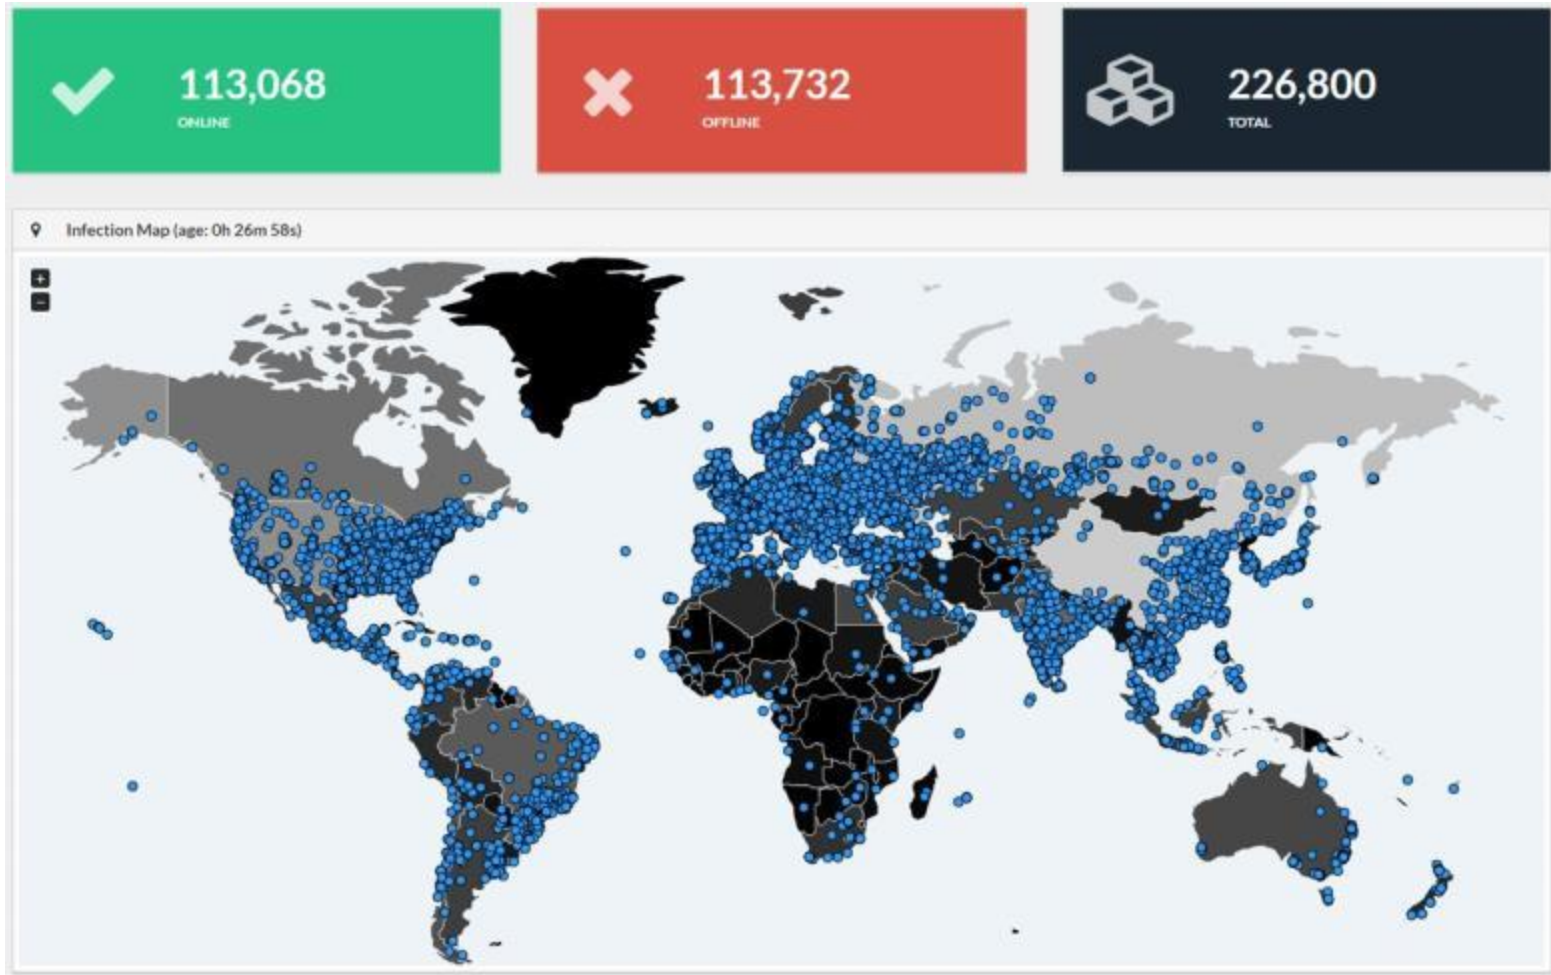 113,068
ONLINE
113,732
OFFLINE
226,800
TOTAL
Infection Map (age: 0h 26m 58s)
+
−